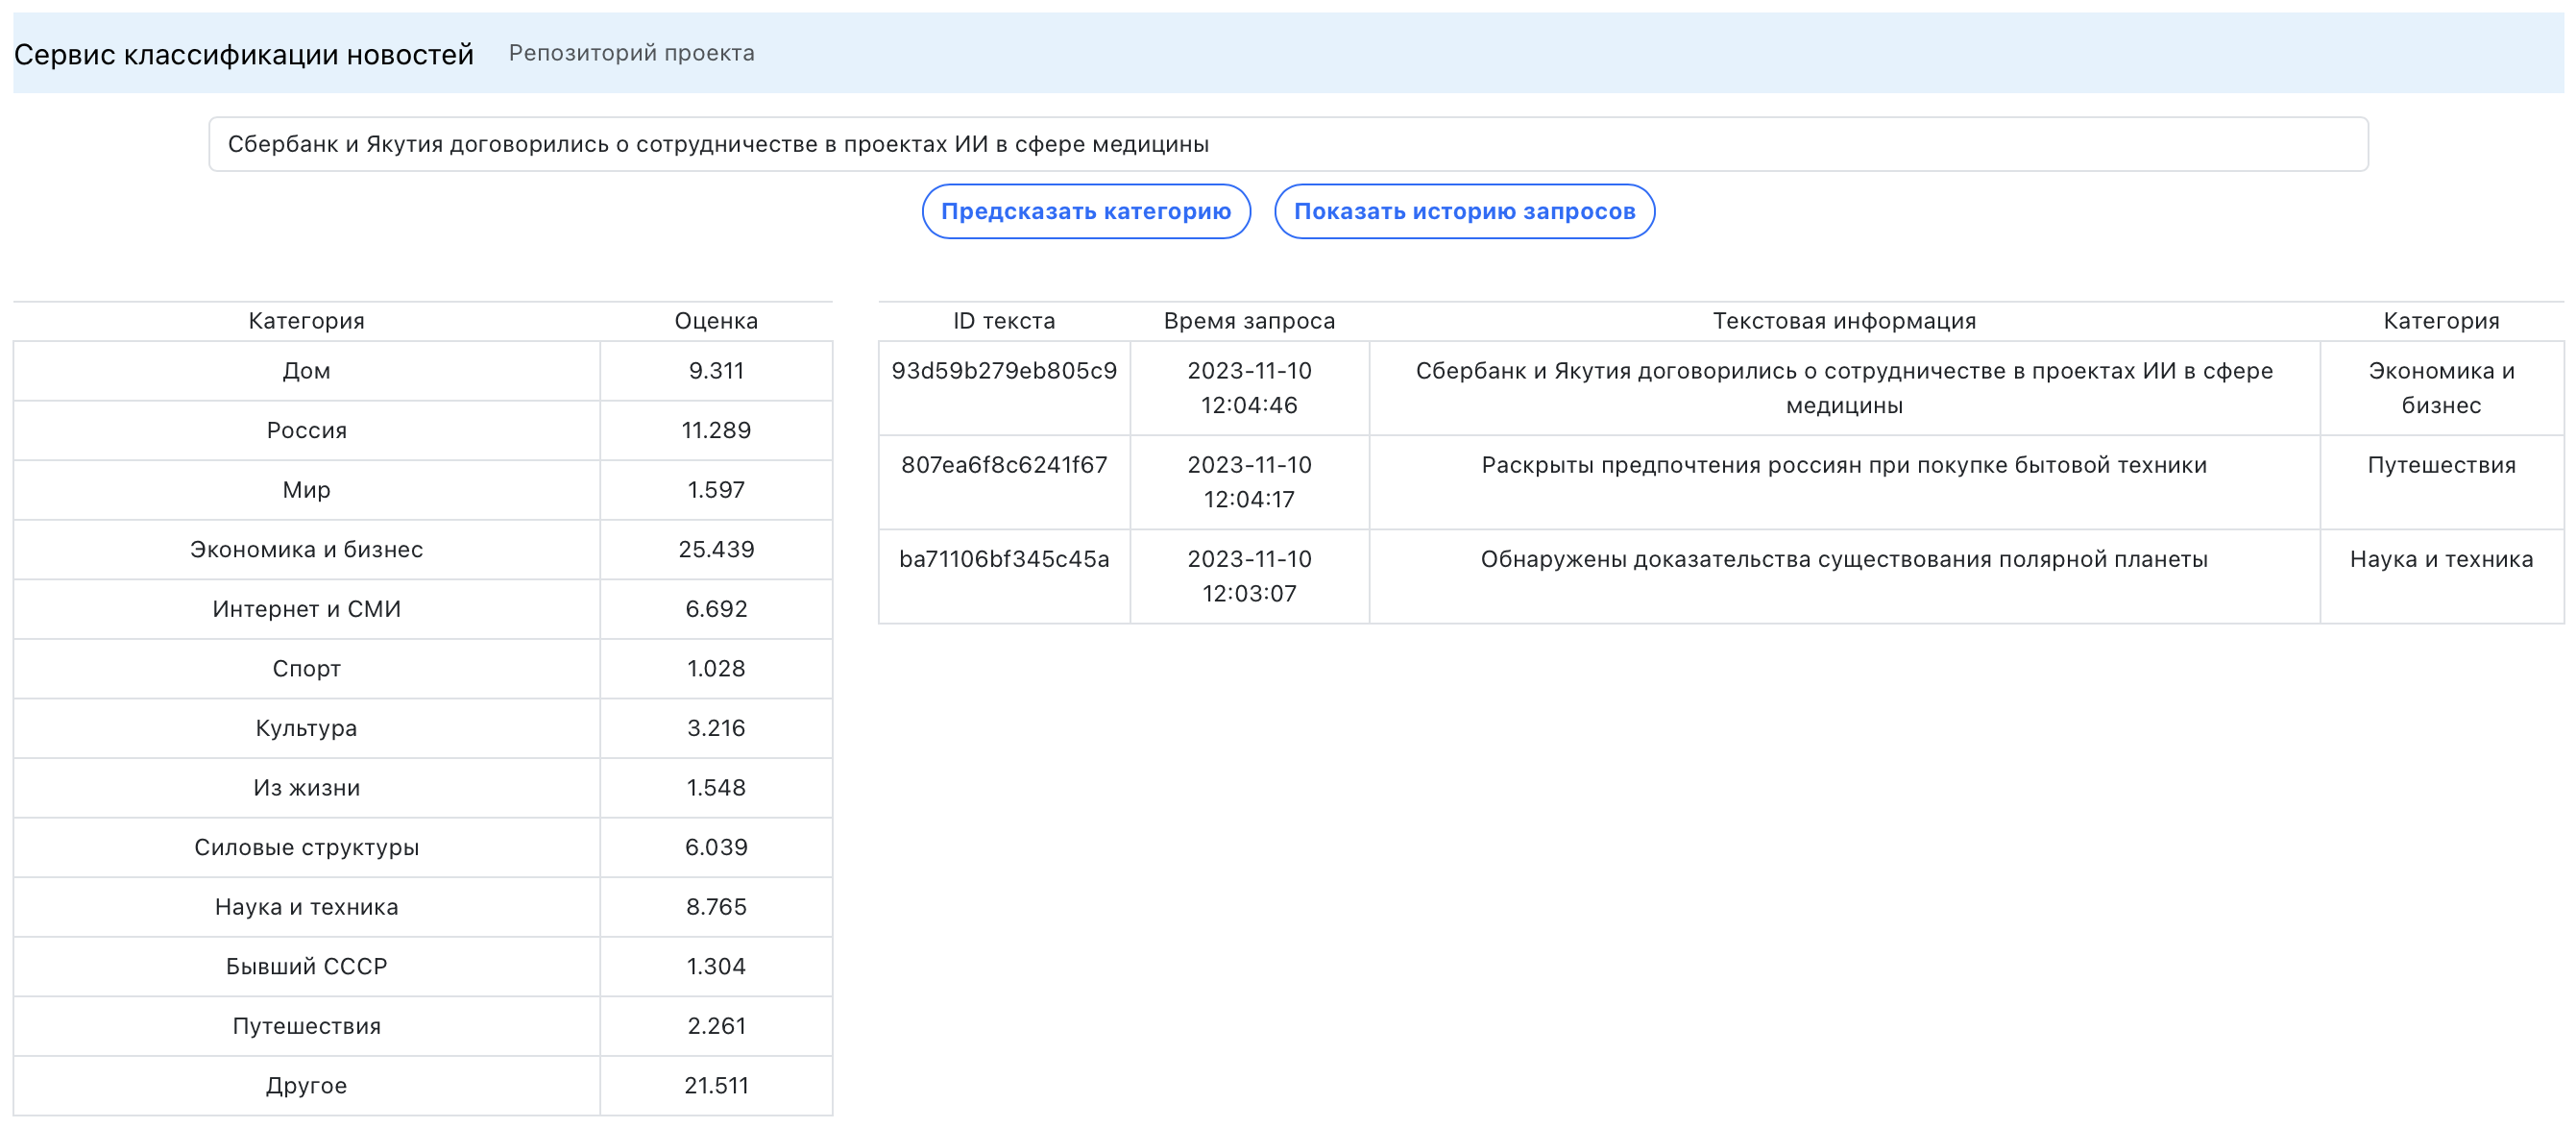 Сервис классификации новостей Репозиторий проекта
Сбербанк и Якутия договорились о сотрудничестве в проектах ИИ в сфере медицины
Предсказать категорию Показать историю запросов
Категория Оценка
Дом 9.311
Россия 11.289
Мир 1.597
Экономика и бизнес 25.439
Интернет и СМИ 6.692
Спорт 1.028
Культура 3.216
Из жизни 1.548
Силовые структуры 6.039
Наука и техника 8.765
Бывший СССР 1.304
Путешествия 2.261
Другое 21.511
ID текста Время запроса Текстовая информация Категория
93d59b279eb805c9 2023-11-10 Сбербанк и Якутия договорились о сотрудничестве в проектах ИИ в сфере Экономика и
12:04:46 медицины бизнес
807ea6f8c6241f67 2023-11-10 Раскрыты предпочтения россиян при покупке бытовой техники Путешествия
12:04:17
ba71106bf345c45a 2023-11-10 Обнаружены доказательства существования полярной планеты Наука и техника
12:03:07